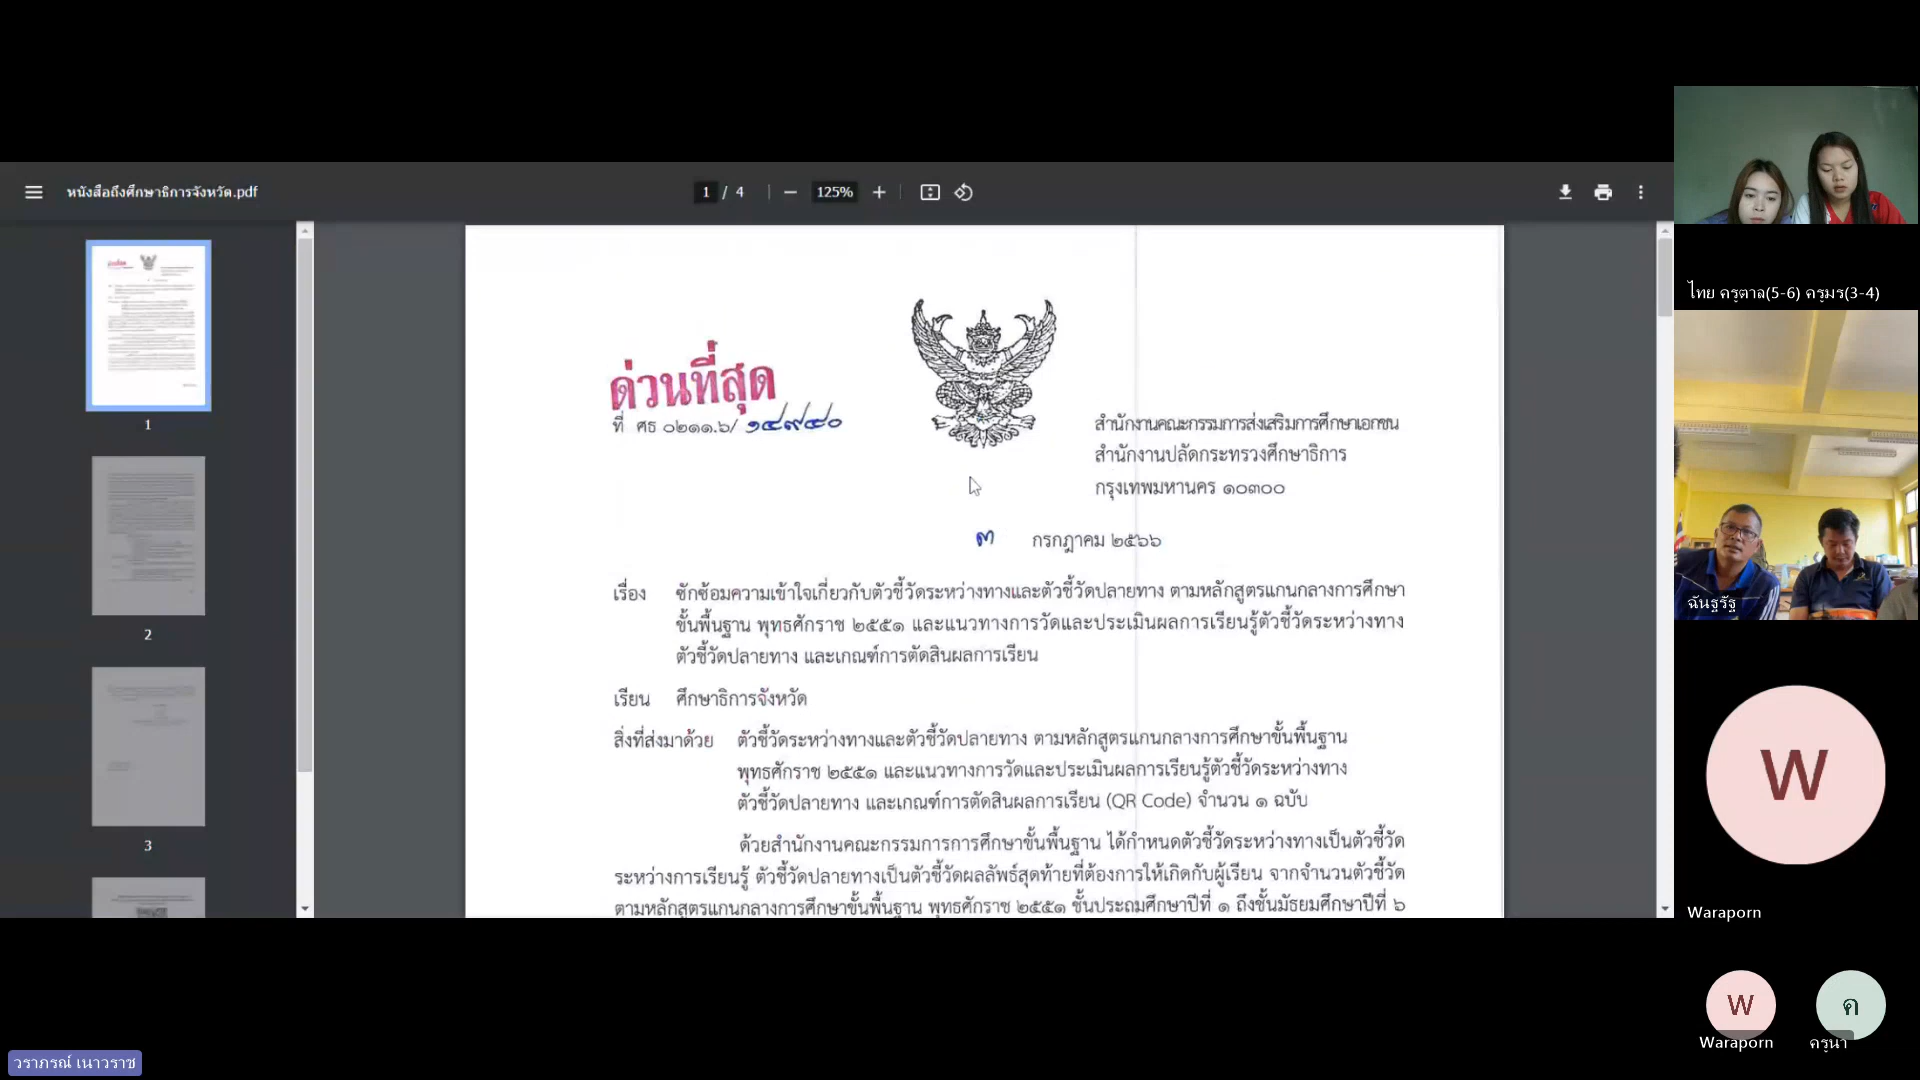 หนังสือถึงศึกษาธิการจังหวัด.pdf
1 / 4
125%
1
2
3
ด่วนที่สุด
ที่ ศธ ๐๒๑๑.๖/ ๑๔๙๔๐
สำนักงานคณะกรรมการส่งเสริมการศึกษาเอกชน
สำนักงานปลัดกระทรวงศึกษาธิการ
กรุงเทพมหานคร ๑๐๓๐๐
๓ กรกฎาคม ๒๕๖๖
เรื่อง ซักซ้อมความเข้าใจเกี่ยวกับตัวชี้วัดระหว่างทางและตัวชี้วัดปลายทาง ตามหลักสูตรแกนกลางการศึกษา
ขั้นพื้นฐาน พุทธศักราช ๒๕๕๑ และแนวทางการวัดและประเมินผลการเรียนรู้ตัวชี้วัดระหว่างทาง
ตัวชี้วัดปลายทาง และเกณฑ์การตัดสินผลการเรียน
เรียน ศึกษาธิการจังหวัด
สิ่งที่ส่งมาด้วย ตัวชี้วัดระหว่างทางและตัวชี้วัดปลายทาง ตามหลักสูตรแกนกลางการศึกษาขั้นพื้นฐาน
พุทธศักราช ๒๕๕๑ และแนวทางการวัดและประเมินผลการเรียนรู้ตัวชี้วัดระหว่างทาง
ตัวชี้วัดปลายทาง และเกณฑ์การตัดสินผลการเรียน (QR Code) จำนวน ๑ ฉบับ
ด้วยสำนักงานคณะกรรมการการศึกษาขั้นพื้นฐาน ได้กำหนดตัวชี้วัดระหว่างทางเป็นตัวชี้วัด
ระหว่างการเรียนรู้ ตัวชี้วัดปลายทางเป็นตัวชี้วัดผลลัพธ์สุดท้ายที่ต้องการให้เกิดกับผู้เรียน จากจำนวนตัวชี้วัด
ตามหลักสูตรแกนกลางการศึกษาขั้นพื้นฐาน พุทธศักราช ๒๕๕๑ ชั้นประถมศึกษาปีที่ ๑ ถึงชั้นมัธยมศึกษาปีที่ ๖
ไทย ครูตาล(5-6) ครูมร(3-4)
ฉันฐรัฐ
W
Waraporn
W
Waraporn
ค
ครูนา
วราภรณ์ เนาวราช